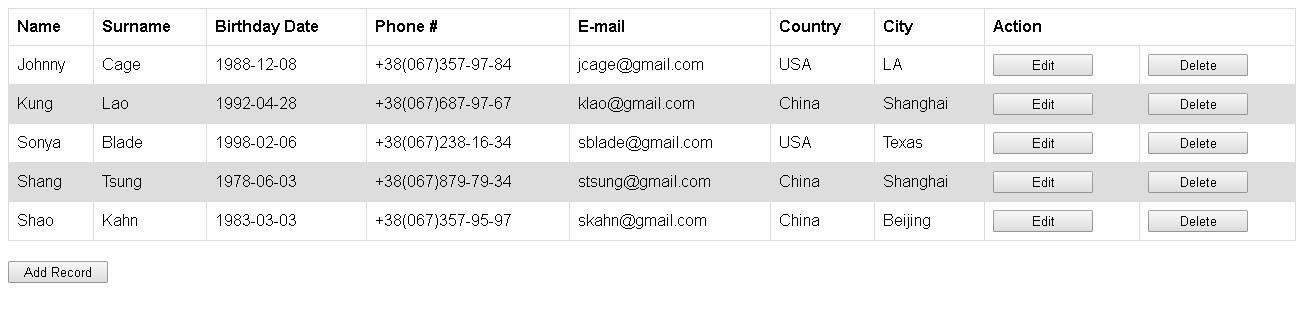 Name Surname Birthday Date Phone # E-mail Country City Action
Johnny Cage 1988-12-08 +38(067)357-97-84 jcage@gmail.com USA LA Edit Delete
Kung Lao 1992-04-28 +38(067)687-97-67 klao@gmail.com China Shanghai Edit Delete
Sonya Blade 1998-02-06 +38(067)238-16-34 sblade@gmail.com USA Texas Edit Delete
Shang Tsung 1978-06-03 +38(067)879-79-34 stsung@gmail.com China Shanghai Edit Delete
Shao Kahn 1983-03-03 +38(067)357-95-97 skahn@gmail.com China Beijing Edit Delete
Add Record